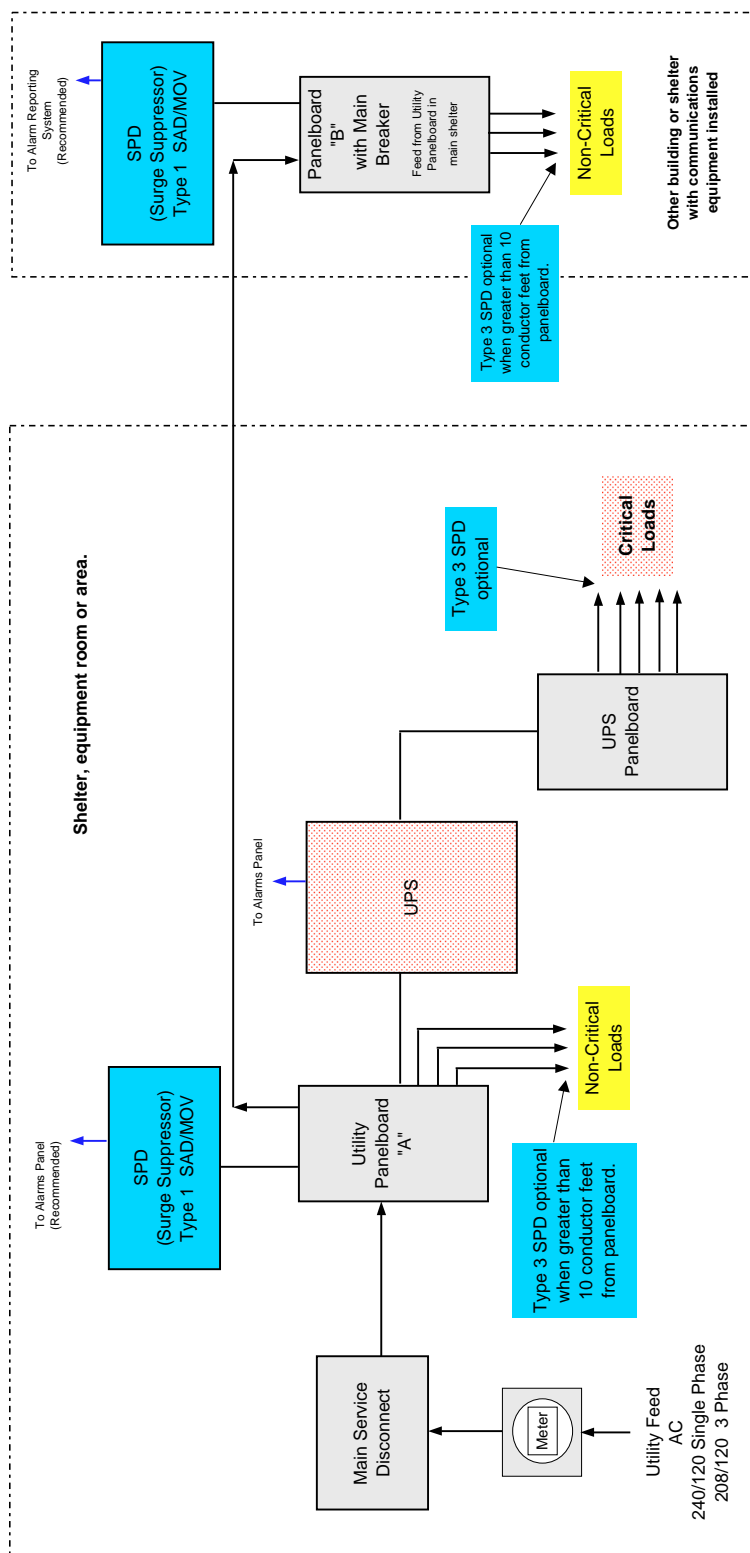 Shelter, equipment room or area.
To Alarms Panel
(Recommended)
SPD
(Surge Suppressor)
Type 1 SAD/MOV
Main Service
Disconnect
Meter
Utility Feed
AC
240/120 Single Phase
208/120 3 Phase
Utility
Panelboard
"A"
Type 3 SPD optional
when greater than
10 conductor feet
from panelboard.
Non-Critical
Loads
To Alarms Panel
UPS
UPS
Panelboard
Type 3 SPD
optional
Critical
Loads
To Alarm Reporting
System
(Recommended)
SPD
(Surge Suppressor)
Type 1 SAD/MOV
Panelboard
"B"
with Main
Breaker
Feed from Utility
Panelboard in
main shelter
Type 3 SPD optional
when greater than 10
conductor feet from
panelboard.
Non-Critical
Loads
Other building or shelter
with communications
equipment installed